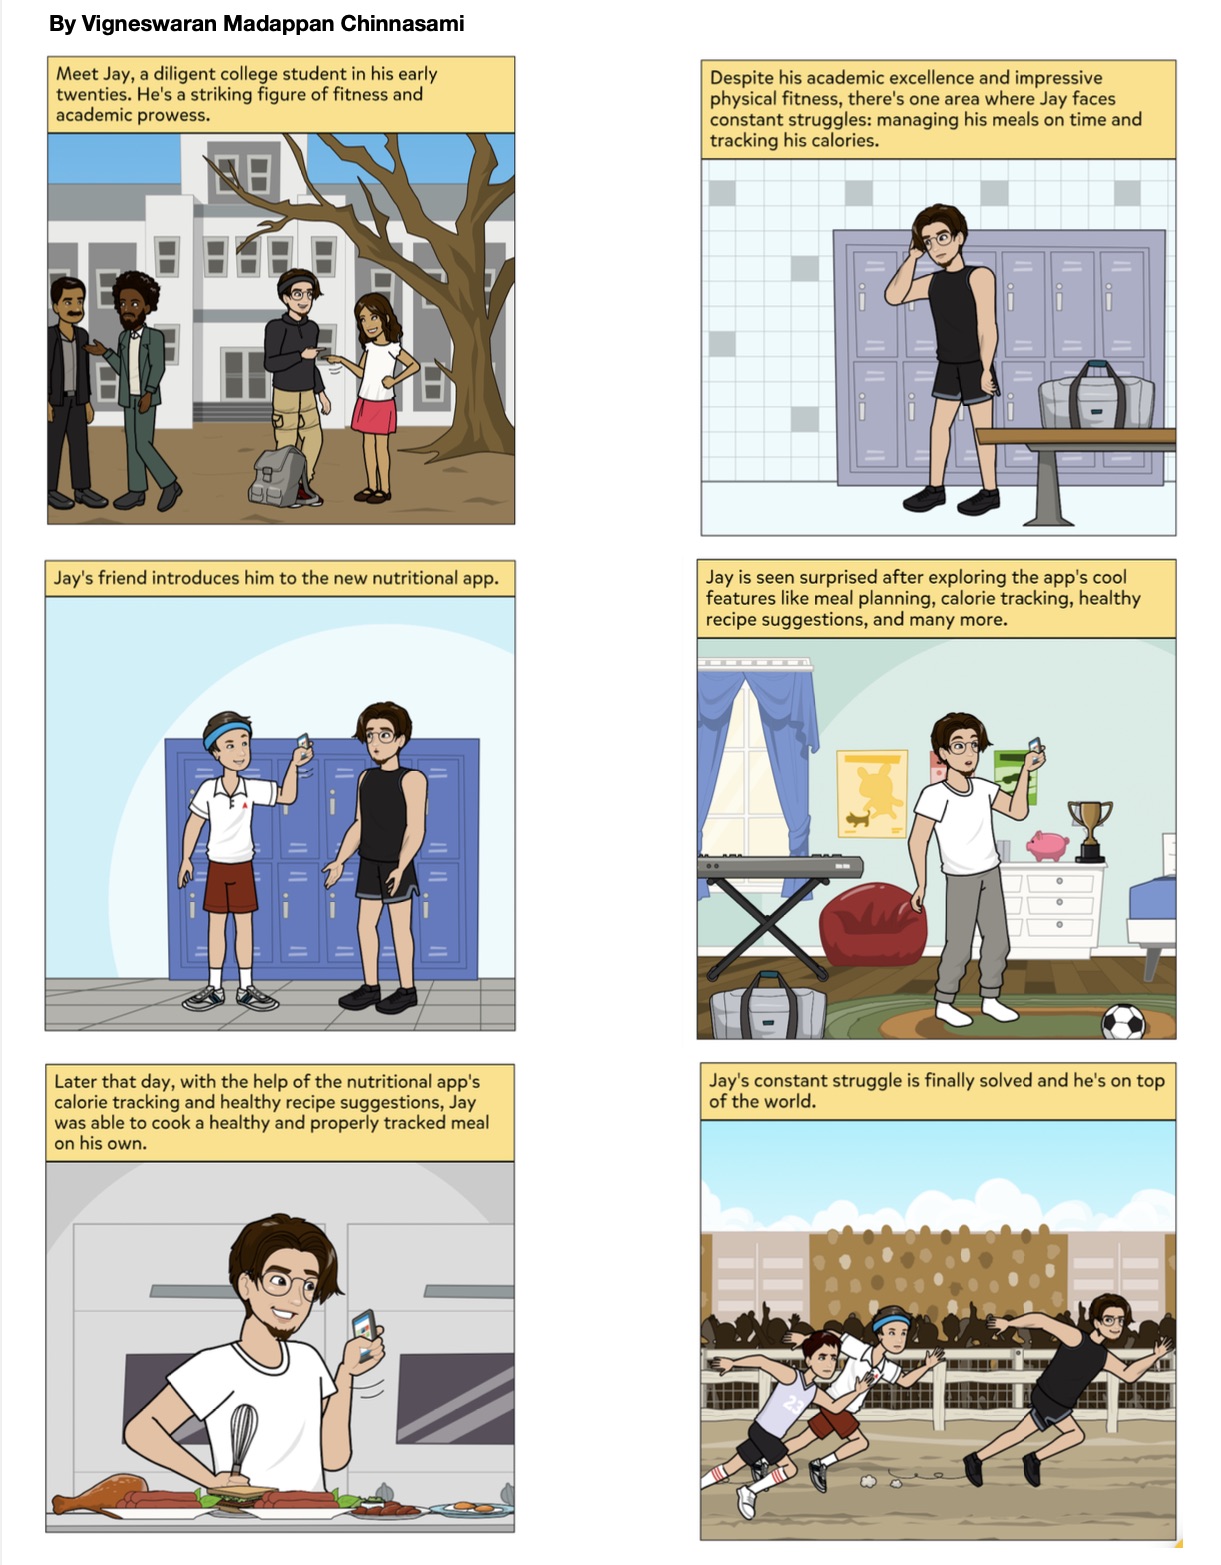 By Vigneswaran Madappan Chinnasami
Meet Jay, a diligent college student in his early
twenties. He's a striking figure of fitness and
academic prowess.
Despite his academic excellence and impressive
physical fitness, there's one area where Jay faces
constant struggles: managing his meals on time and
tracking his calories.
Jay's friend introduces him to the new nutritional app.
Jay is seen surprised after exploring the app's cool
features like meal planning, calorie tracking, healthy
recipe suggestions, and many more.
Later that day, with the help of the nutritional app's
calorie tracking and healthy recipe suggestions, Jay
was able to cook a healthy and properly tracked meal
on his own.
Jay's constant struggle is finally solved and he's on top
of the world.
23